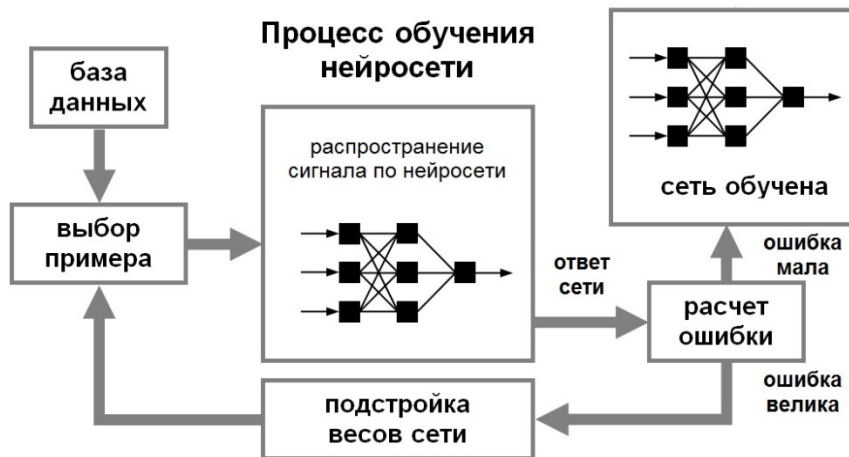 Процесс обучения
нейросети
база
данных
выбор
примера
распространение
сигнала по нейросети
ответ
сети
расчет
ошибки
ошибка
мала
сеть обучена
ошибка
велика
подстройка
весов сети